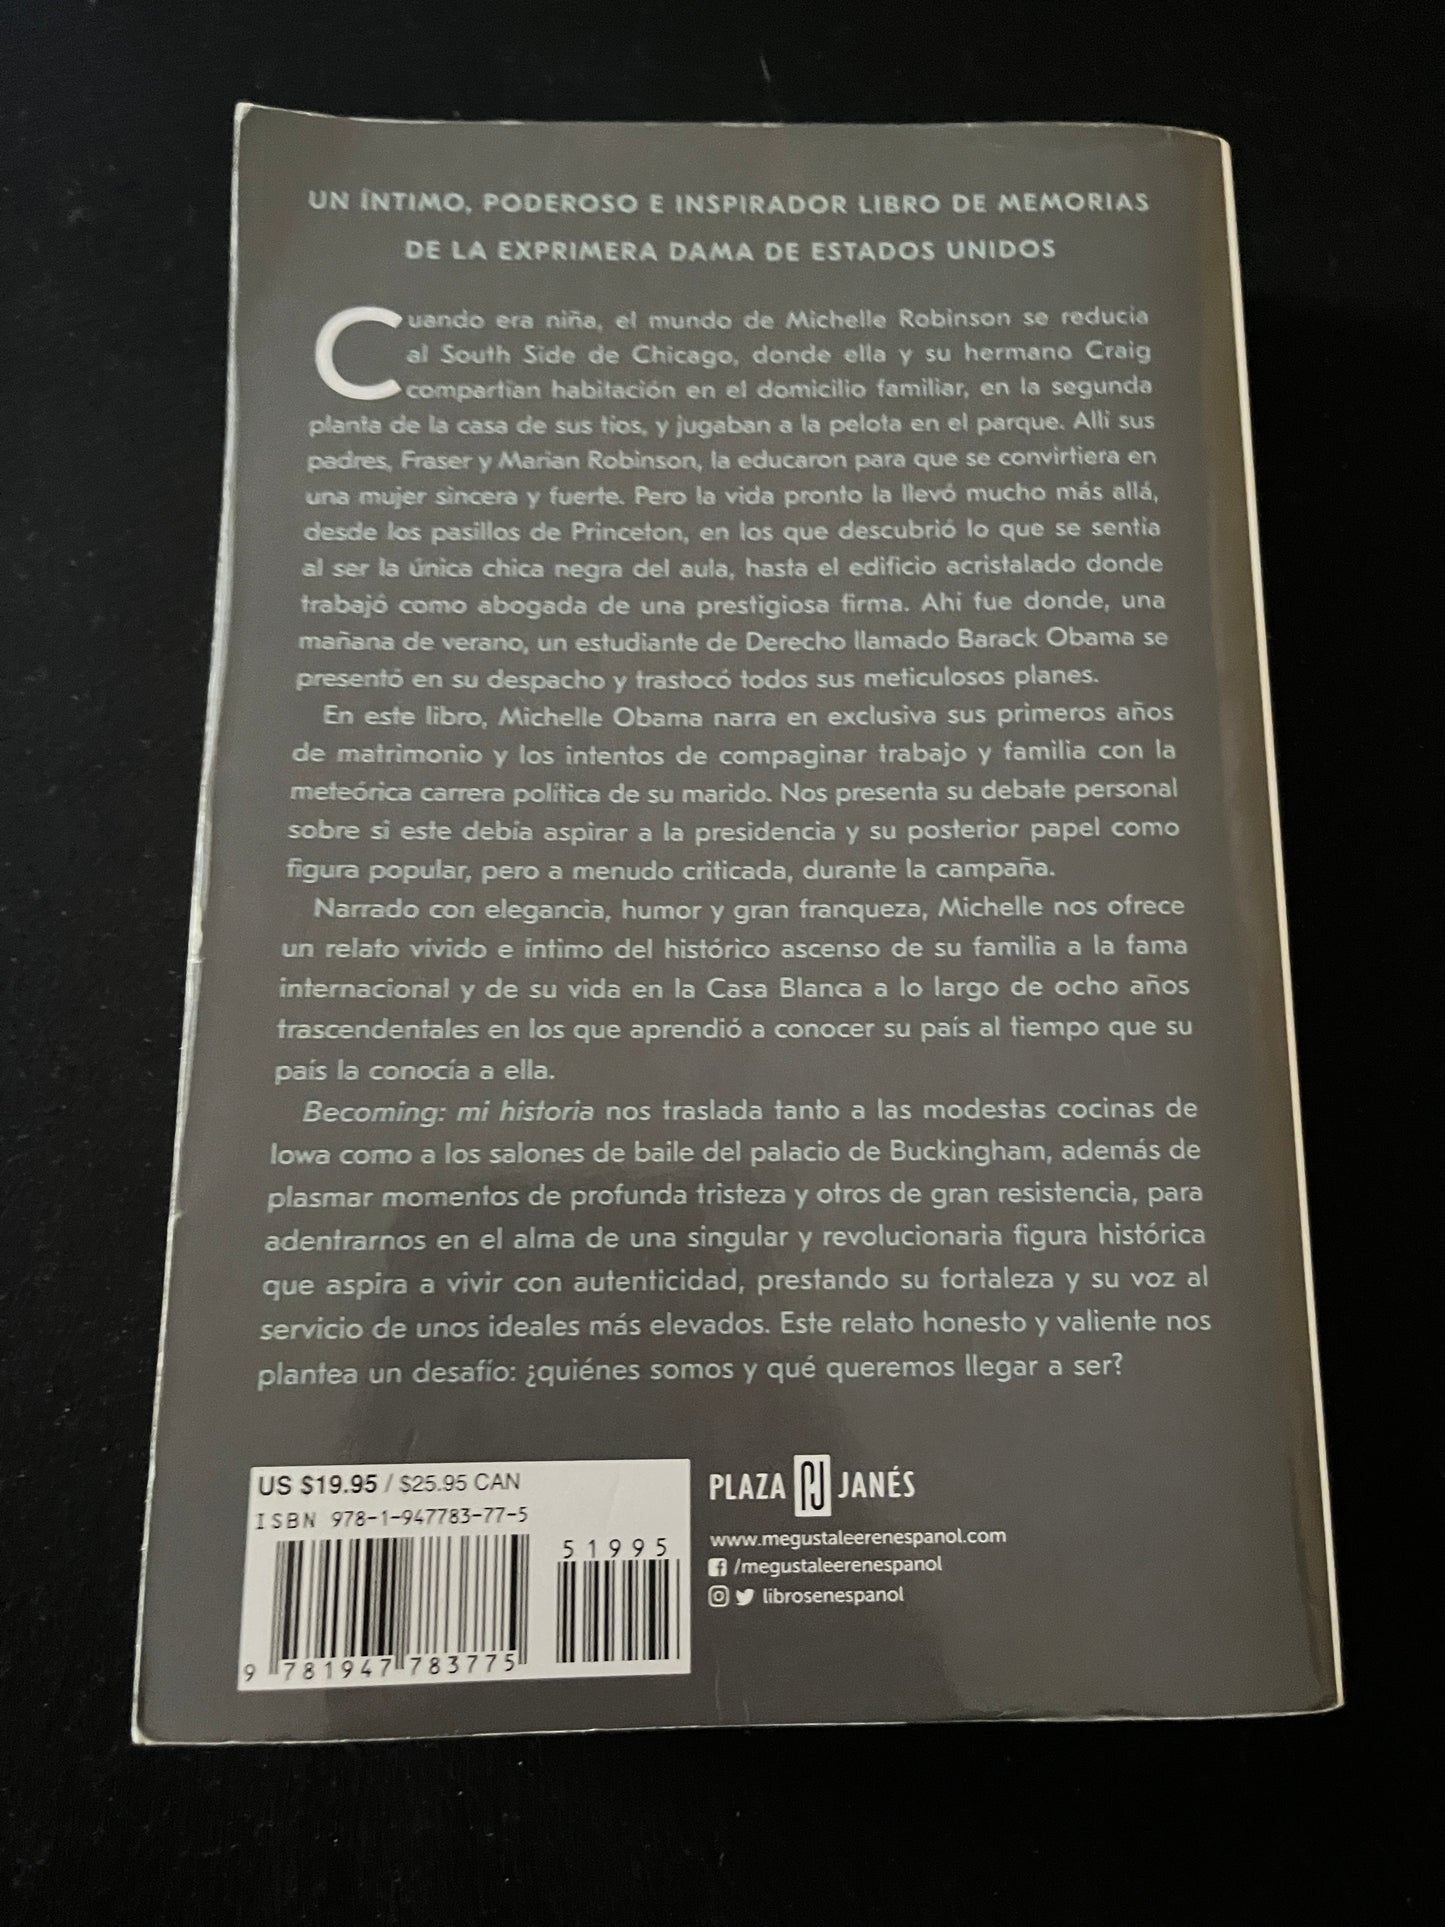 UN ÍNTIMO, PODEROSO E INSPIRADOR LIBRO DE MEMORIAS
DE LA EXPRIMERA DAMA DE ESTADOS UNIDOS
Cuando era niña, el mundo de Michelle Robinson se reducía
al South Side de Chicago, donde ella y su hermano Craig
compartían habitación en el domicilio familiar, en la segunda
planta de la casa de sus tíos, y jugaban a la pelota en el parque. Allí sus
padres, Fraser y Marian Robinson, la educaron para que se convirtiera en
una mujer sincera y fuerte. Pero la vida pronto la llevó mucho más allá,
desde los pasillos de Princeton, en los que descubrió lo que se sentía
al ser la única chica negra del aula, hasta el edificio acristalado donde
trabajó como abogada de una prestigiosa firma. Ahí fue donde, una
mañana de verano, un estudiante de Derecho llamado Barack Obama se
presentó en su despacho y trastocó todos sus meticulosos planes.
En este libro, Michelle Obama narra en exclusiva sus primeros años
de matrimonio y los intentos de compaginar trabajo y familia con la
meteórica carrera política de su marido. Nos presenta su debate personal
sobre si este debía aspirar a la presidencia y su posterior papel como
figura popular, pero a menudo criticada, durante la campaña.
Narrado con elegancia, humor y gran franqueza, Michelle nos ofrece
un relato vívido e íntimo del histórico ascenso de su familia a la fama
internacional y de su vida en la Casa Blanca a lo largo de ocho años
trascendentales en los que aprendió a conocer su país al tiempo que su
país la conocía a ella.
Becoming: mi historia nos traslada tanto a las modestas cocinas de
Iowa como a los salones de baile del palacio de Buckingham, además de
plasmar momentos de profunda tristeza y otros de gran resistencia, para
adentrarnos en el alma de una singular y revolucionaria figura histórica
que aspira a vivir con autenticidad, prestando su fortaleza y su voz al
servicio de unos ideales más elevados. Este relato honesto y valiente nos
plantea un desafío: ¿quiénes somos y qué queremos llegar a ser?
US $19.95 / $25.95 CAN
ISBN 978-1-947783-77-5
51995
9 781947 783775
PLAZA JANÉS
www.megustaleerenespanol.com
/megustaleerenespanol
librosenespanol